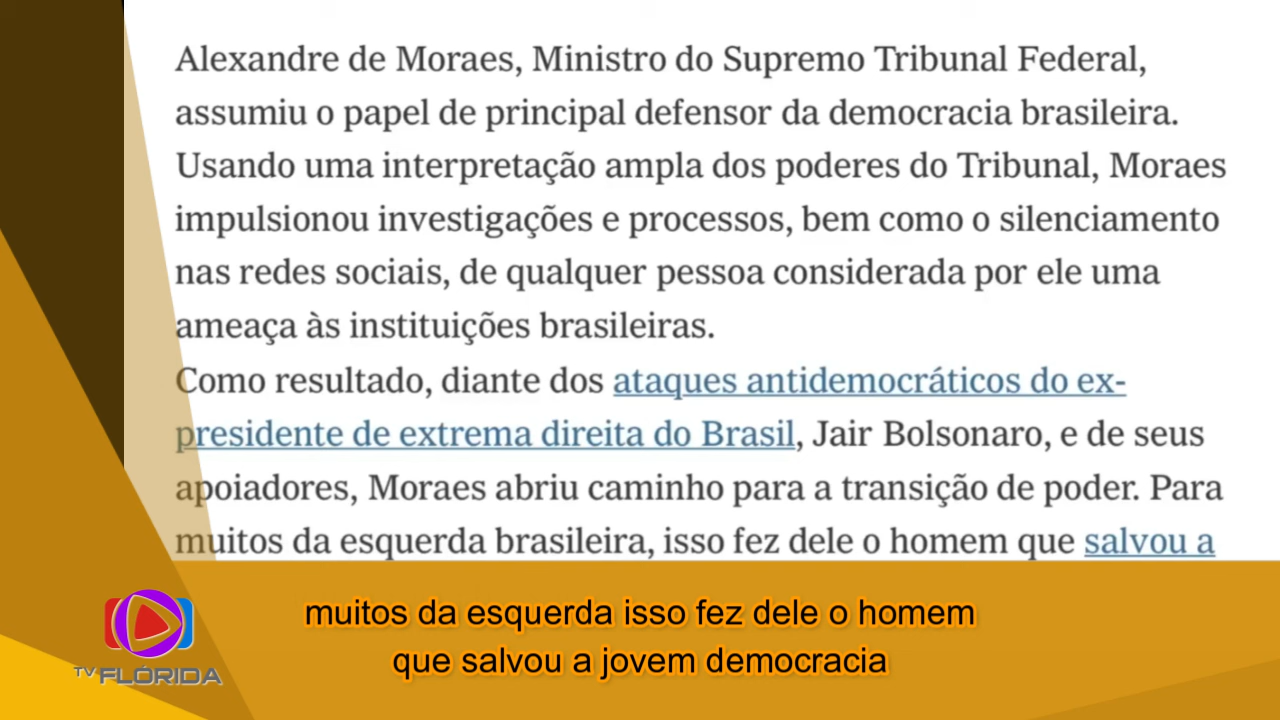 Alexandre de Moraes, Ministro do Supremo Tribunal Federal,
assumiu o papel de principal defensor da democracia brasileira.
Usando uma interpretação ampla dos poderes do Tribunal, Moraes
impulsionou investigações e processos, bem como o silenciamento
nas redes sociais, de qualquer pessoa considerada por ele uma
ameaça às instituições brasileiras.
Como resultado, diante dos ataques antidemocráticos do ex-
presidente de extrema direita do Brasil, Jair Bolsonaro, e de seus
apoiadores, Moraes abriu caminho para a transição de poder. Para
muitos da esquerda brasileira, isso fez dele o homem que salvou a
muitos da esquerda isso fez dele o homem
que salvou a jovem democracia
TV FLÓRIDA